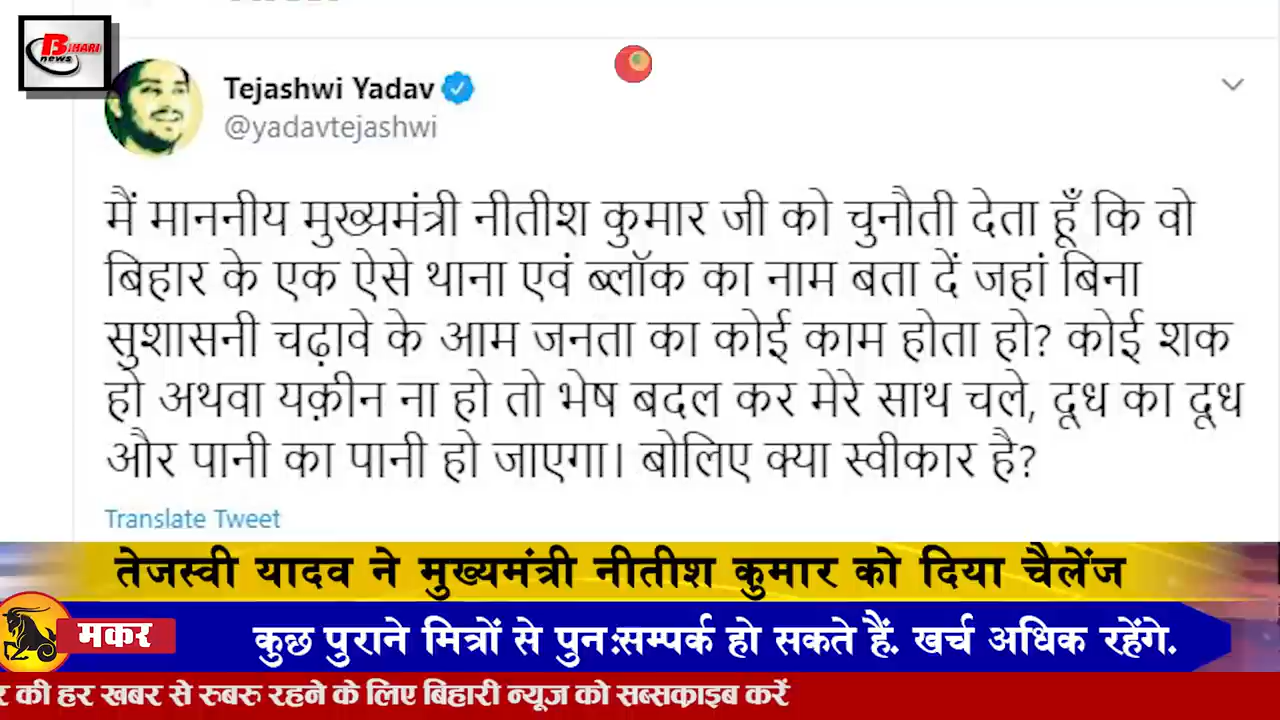 BIHARI
news
Tejashwi Yadav
@yadavtejashwi
मैं माननीय मुख्यमंत्री नीतीश कुमार जी को चुनौती देता हूँ कि वो
बिहार के एक ऐसे थाना एवं ब्लॉक का नाम बता दें जहां बिना
सुशासनी चढ़ावे के आम जनता का कोई काम होता हो? कोई शक
हो अथवा यक़ीन ना हो तो भेष बदल कर मेरे साथ चले, दूध का दूध
और पानी का पानी हो जाएगा। बोलिए क्या स्वीकार है?
Translate Tweet
तेजस्वी यादव ने मुख्यमंत्री नीतीश कुमार को दिया चैलेंज
मकर
कुछ पुराने मित्रों से पुन:सम्पर्क हो सकते हैं. खर्च अधिक रहेंगे.
र की हर खबर से रुबरु रहने के लिए बिहारी न्यूज को सब्सक्राइब करें